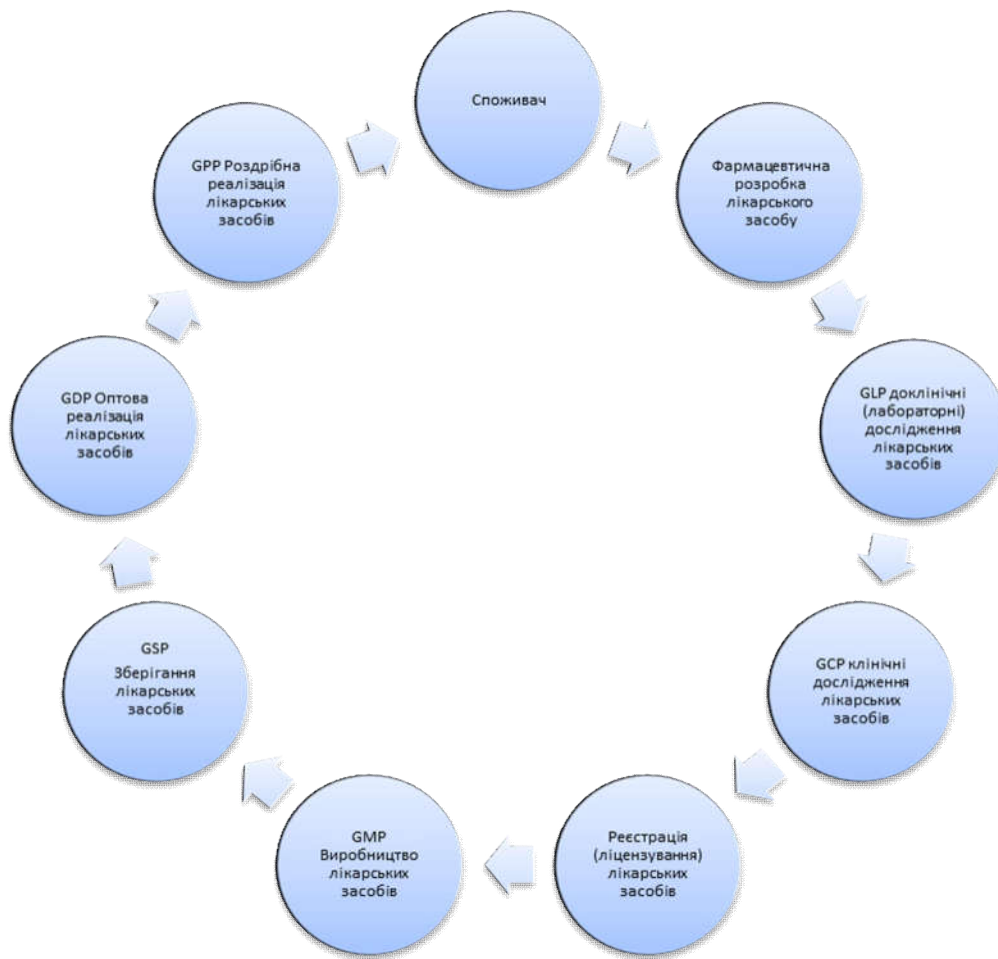 Споживач
Фармацевтична
розробка
лікарського
засобу
GLP доклінічні
(лабораторні)
дослідження
лікарських
засобів
GCP клінічні
дослідження
лікарських
засобів
Реєстрація
(ліцензування)
лікарських
засобів
GMP
Виробництво
лікарських
засобів
GSP
Зберігання
лікарських
засобів
GDP Оптова
реалізація
лікарських
засобів
GPP Роздрібна
реалізація
лікарських
засобів